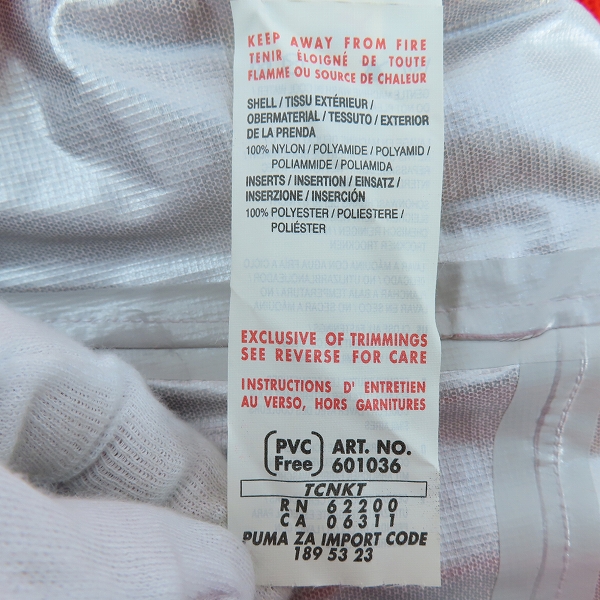 KEEP AWAY FROM FIRE
TENIR ÉLOIGNÉ DE TOUTE
FLAMME OU SOURCE DE CHALEUR
SHELL / TISSU EXTÉRIEUR /
OBERMATERIAL / TESSUTO / EXTERIOR
DE LA PRENDA
100% NYLON / POLYAMIDE / POLYAMID /
POLIAMMIDE / POLIAMIDA
INSERTS / INSERTION / EINSATZ /
INSERZIONE / INSERCIÓN
100% POLYESTER / POLIESTERE /
POLIÉSTER
EXCLUSIVE OF TRIMMINGS
SEE REVERSE FOR CARE
INSTRUCTIONS D' ENTRETIEN
AU VERSO, HORS GARNITURES
(PVC Free) ART. NO.
601036
TCNKT
RN 62200
CA 06311
PUMA ZA IMPORT CODE
189 53 23